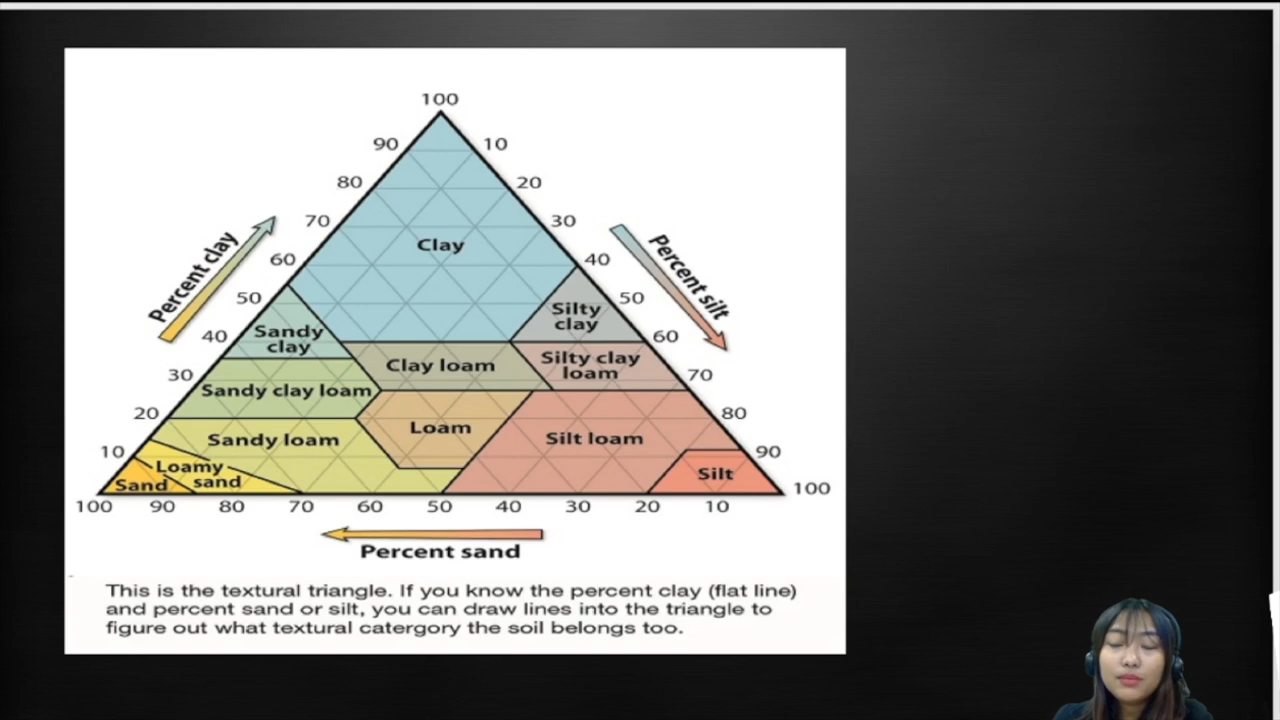 100
90
10
80
20
70
30
Percent clay
Percent silt
Clay
60
40
50
50
Silty
clay
40
Sandy
clay
60
Clay loam
Silty clay
loam
30
70
Sandy clay loam
20
80
Loam
Sandy loam
Silt loam
10
90
Loamy
sand
Sand
Silt
100
100
90
80
70
60
50
40
30
20
10
Percent sand
This is the textural triangle. If you know the percent clay (flat line)
and percent sand or silt, you can draw lines into the triangle to
figure out what textural catergory the soil belongs too.